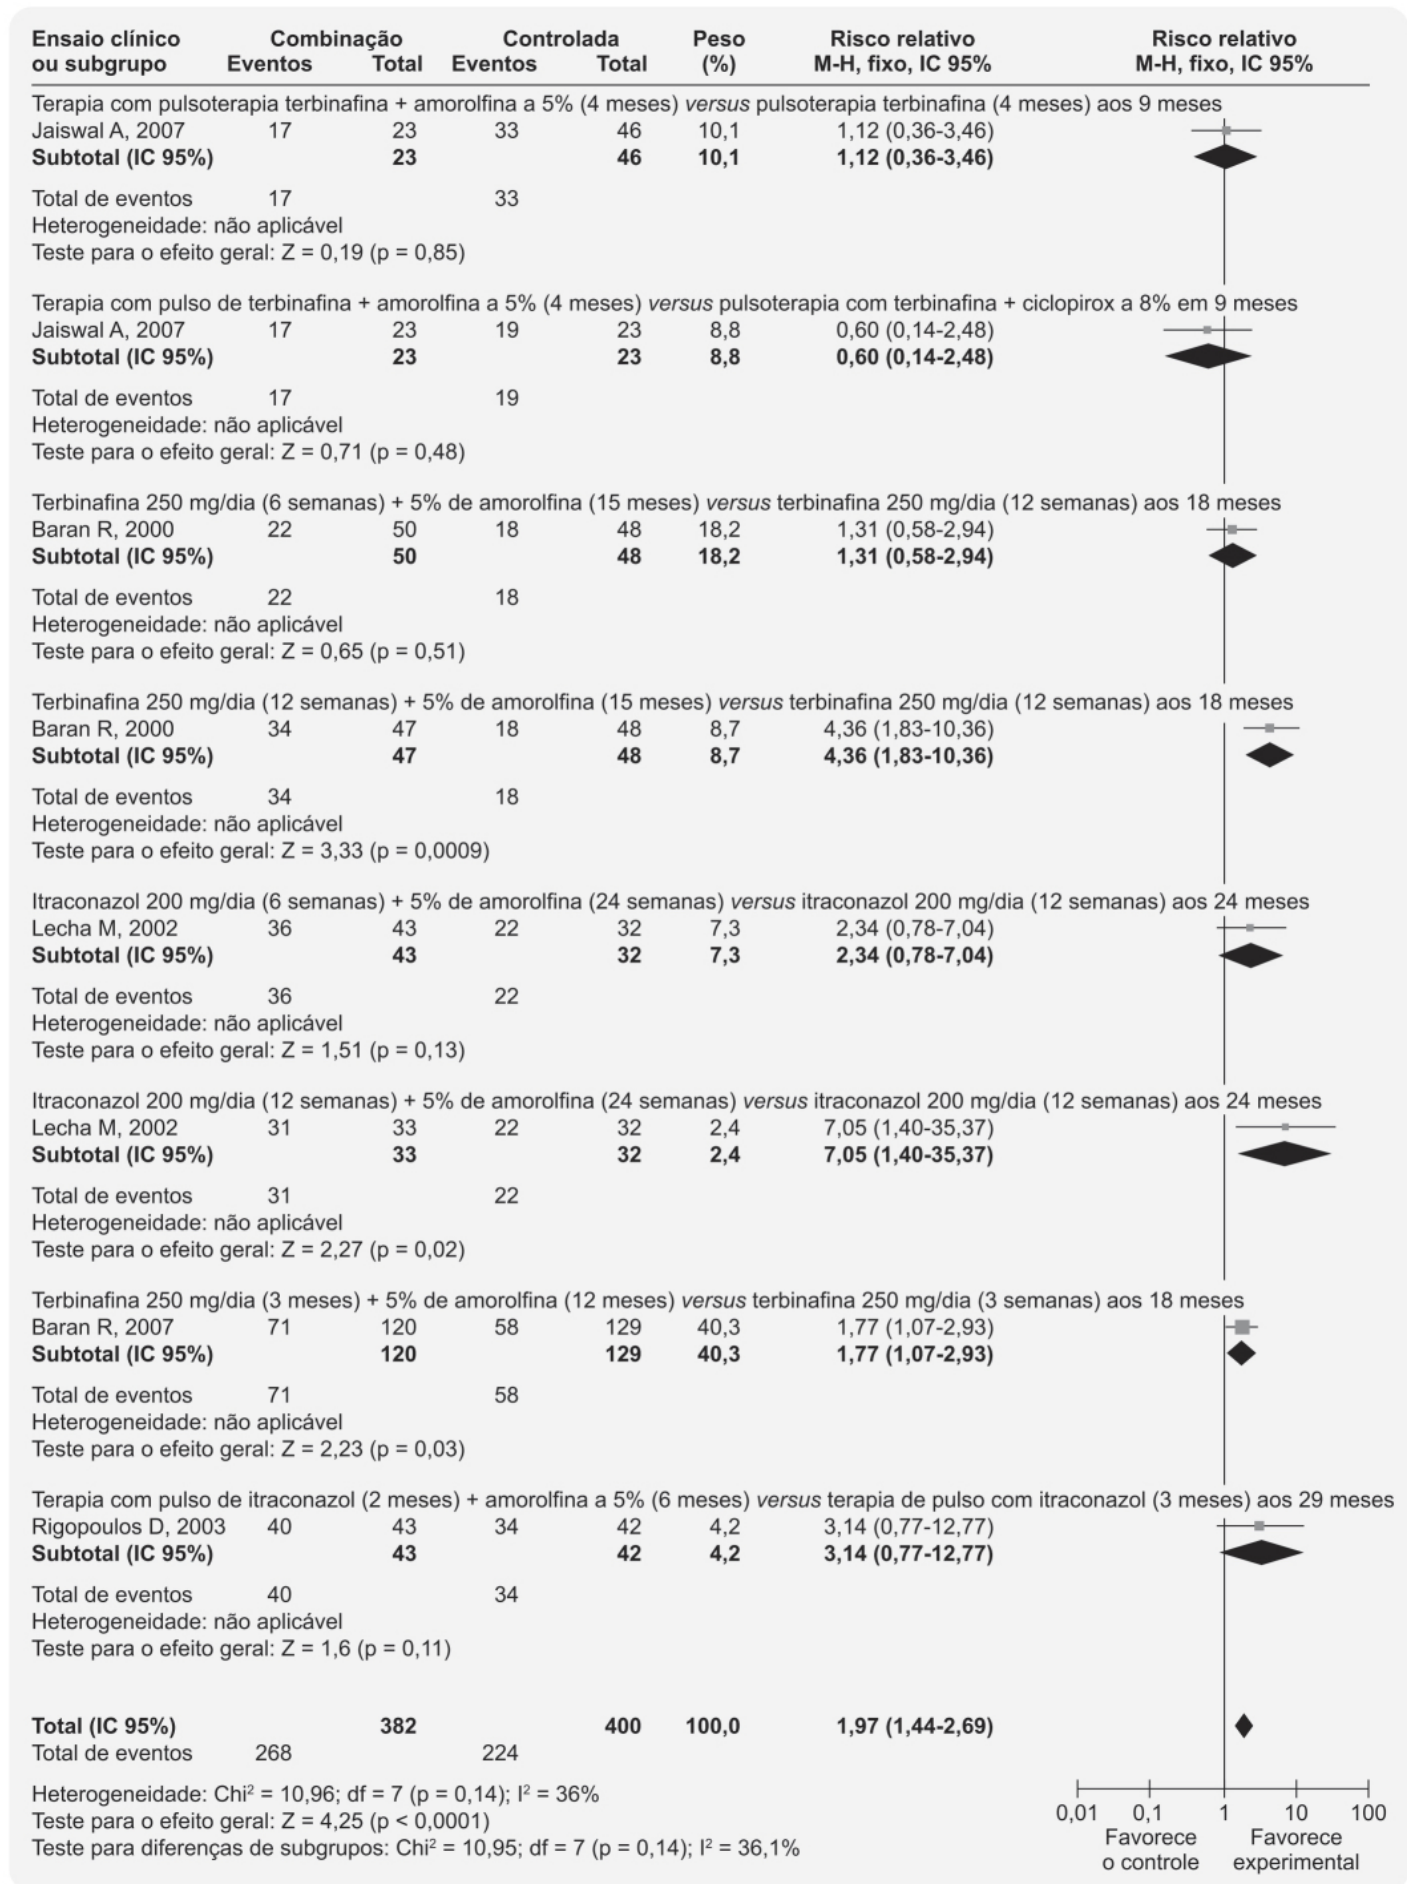 Ensaio clínico Combinação Controlada Peso Risco relativo Risco relativo
ou subgrupo Eventos Total Eventos Total (%) M-H, fixo, IC 95% M-H, fixo, IC 95%
Terapia com pulsoterapia terbinafina + amorolfina a 5% (4 meses) versus pulsoterapia terbinafina (4 meses) aos 9 meses
Jaiswal A, 2007 17 23 33 46 10,1 1,12 (0,36-3,46)
Subtotal (IC 95%) 23 46 10,1 1,12 (0,36-3,46)
Total de eventos 17 33
Heterogeneidade: não aplicável
Teste para o efeito geral: Z = 0,19 (p = 0,85)
Terapia com pulso de terbinafina + amorolfina a 5% (4 meses) versus pulsoterapia com terbinafina + ciclopirox a 8% em 9 meses
Jaiswal A, 2007 17 23 19 23 8,8 0,60 (0,14-2,48)
Subtotal (IC 95%) 23 23 8,8 0,60 (0,14-2,48)
Total de eventos 17 19
Heterogeneidade: não aplicável
Teste para o efeito geral: Z = 0,71 (p = 0,48)
Terbinafina 250 mg/dia (6 semanas) + 5% de amorolfina (15 meses) versus terbinafina 250 mg/dia (12 semanas) aos 18 meses
Baran R, 2000 22 50 18 48 18,2 1,31 (0,58-2,94)
Subtotal (IC 95%) 50 48 18,2 1,31 (0,58-2,94)
Total de eventos 22 18
Heterogeneidade: não aplicável
Teste para o efeito geral: Z = 0,65 (p = 0,51)
Terbinafina 250 mg/dia (12 semanas) + 5% de amorolfina (15 meses) versus terbinafina 250 mg/dia (12 semanas) aos 18 meses
Baran R, 2000 34 47 18 48 8,7 4,36 (1,83-10,36)
Subtotal (IC 95%) 47 48 8,7 4,36 (1,83-10,36)
Total de eventos 34 18
Heterogeneidade: não aplicável
Teste para o efeito geral: Z = 3,33 (p = 0,0009)
Itraconazol 200 mg/dia (6 semanas) + 5% de amorolfina (24 semanas) versus itraconazol 200 mg/dia (12 semanas) aos 24 meses
Lecha M, 2002 36 43 22 32 7,3 2,34 (0,78-7,04)
Subtotal (IC 95%) 43 32 7,3 2,34 (0,78-7,04)
Total de eventos 36 22
Heterogeneidade: não aplicável
Teste para o efeito geral: Z = 1,51 (p = 0,13)
Itraconazol 200 mg/dia (12 semanas) + 5% de amorolfina (24 semanas) versus itraconazol 200 mg/dia (12 semanas) aos 24 meses
Lecha M, 2002 31 33 22 32 2,4 7,05 (1,40-35,37)
Subtotal (IC 95%) 33 32 2,4 7,05 (1,40-35,37)
Total de eventos 31 22
Heterogeneidade: não aplicável
Teste para o efeito geral: Z = 2,27 (p = 0,02)
Terbinafina 250 mg/dia (3 meses) + 5% de amorolfina (12 meses) versus terbinafina 250 mg/dia (3 semanas) aos 18 meses
Baran R, 2007 71 120 58 129 40,3 1,77 (1,07-2,93)
Subtotal (IC 95%) 120 129 40,3 1,77 (1,07-2,93)
Total de eventos 71 58
Heterogeneidade: não aplicável
Teste para o efeito geral: Z = 2,23 (p = 0,03)
Terapia com pulso de itraconazol (2 meses) + amorolfina a 5% (6 meses) versus terapia de pulso com itraconazol (3 meses) aos 29 meses
Rigopoulos D, 2003 40 43 34 42 4,2 3,14 (0,77-12,77)
Subtotal (IC 95%) 43 42 4,2 3,14 (0,77-12,77)
Total de eventos 40 34
Heterogeneidade: não aplicável
Teste para o efeito geral: Z = 1,6 (p = 0,11)
Total (IC 95%) 382 400 100,0 1,97 (1,44-2,69)
Total de eventos 268 224
Heterogeneidade: Chi² = 10,96; df = 7 (p = 0,14); I² = 36%
Teste para o efeito geral: Z = 4,25 (p < 0,0001)
Teste para diferenças de subgrupos: Chi² = 10,95; df = 7 (p = 0,14); I² = 36,1%
0,01 0,1 1 10 100
Favorece Favorece
o controle experimental